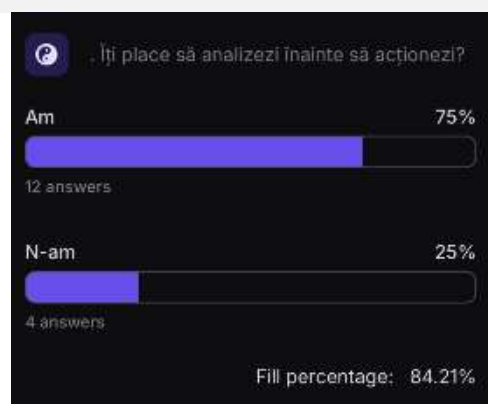 . Îți place să analizezi înainte să acționezi?
Am 75%
12 answers
N-am 25%
4 answers
Fill percentage: 84.21%